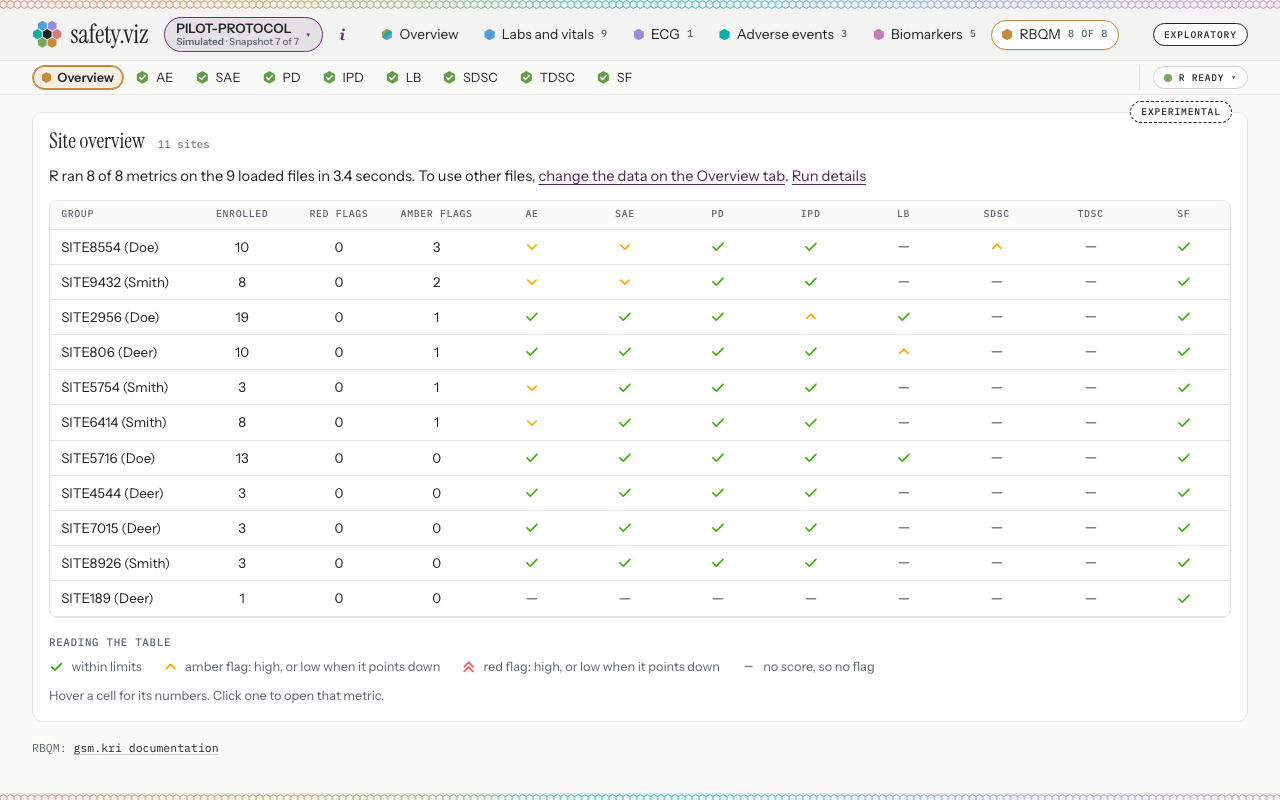 safety.viz
PILOT-PROTOCOL
Simulated · Snapshot 7 of 7
i
Overview
Labs and vitals 9
ECG 1
Adverse events 3
Biomarkers 5
RBQM 8 OF 8
EXPLORATORY
Overview
AE
SAE
PD
IPD
LB
SDSC
TDSC
SF
R READY
EXPERIMENTAL
Site overview 11 sites
R ran 8 of 8 metrics on the 9 loaded files in 3.4 seconds. To use other files, change the data on the Overview tab. Run details
GROUP ENROLLED RED FLAGS AMBER FLAGS AE SAE PD IPD LB SDSC TDSC SF
SITE8554 (Doe) 10 0 3 —  —
SITE9432 (Smith) 8 0 2 — — —
SITE2956 (Doe) 19 0 1 — —
SITE806 (Deer) 10 0 1 — —
SITE5754 (Smith) 3 0 1 — — —
SITE6414 (Smith) 8 0 1 — — —
SITE5716 (Doe) 13 0 0 — —
SITE4544 (Deer) 3 0 0 — — —
SITE7015 (Deer) 3 0 0 — — —
SITE8926 (Smith) 3 0 0 — — —
SITE189 (Deer) 1 0 0 — — — — — — —
READING THE TABLE
within limits
amber flag: high, or low when it points down
red flag: high, or low when it points down
— no score, so no flag
Hover a cell for its numbers. Click one to open that metric.
RBQM: gsm.kri documentation